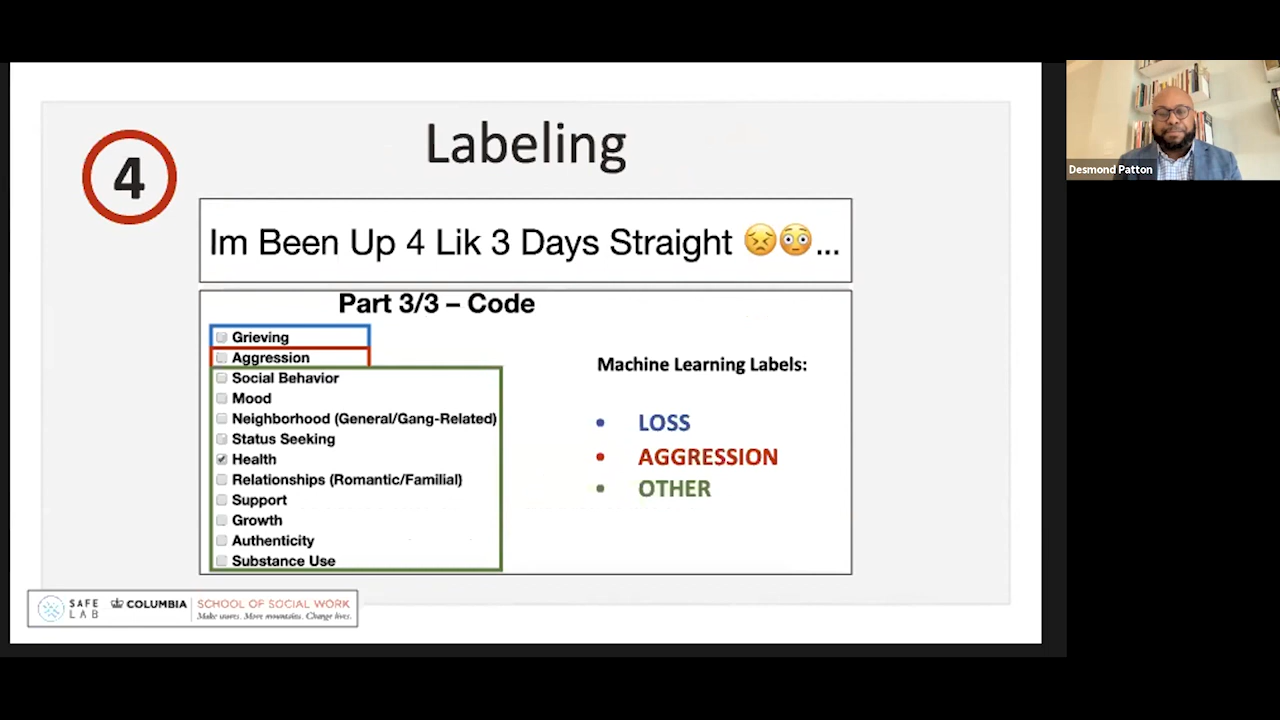 4
Labeling
Im Been Up 4 Lik 3 Days Straight 😣😳...
Part 3/3 – Code
Grieving
Aggression
Social Behavior
Mood
Neighborhood (General/Gang-Related)
Status Seeking
Health
Relationships (Romantic/Familial)
Support
Growth
Authenticity
Substance Use
Machine Learning Labels:
• LOSS
• AGGRESSION
• OTHER
SAFE
LAB
COLUMBIA
SCHOOL OF SOCIAL WORK
Make waves. Move mountains. Change lives.
Desmond Patton